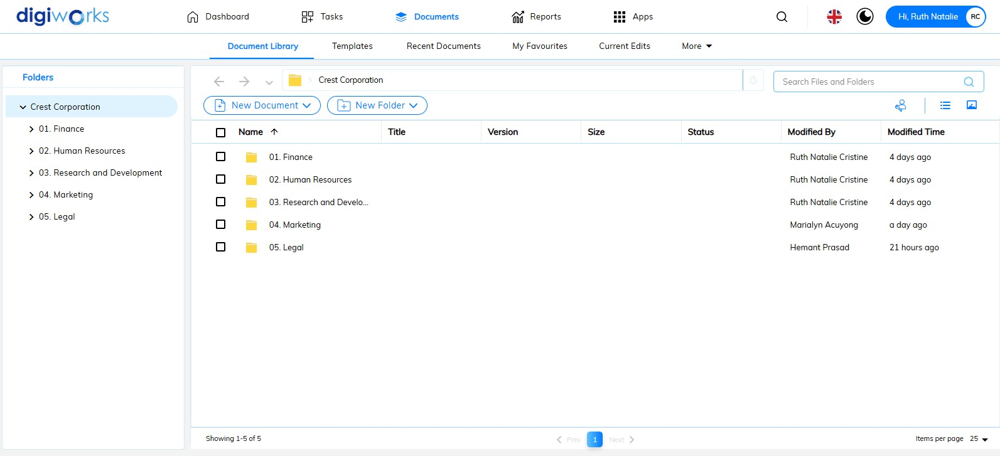 digiworks
Dashboard
Tasks
Documents
Reports
Apps
Hi, Ruth Natalie
RC
Document Library
Templates
Recent Documents
My Favourites
Current Edits
More
Folders
Crest Corporation
01. Finance
02. Human Resources
03. Research and Development
04. Marketing
05. Legal
Crest Corporation
Search Files and Folders
New Document
New Folder
Name Title Version Size Status Modified By Modified Time
01. Finance Ruth Natalie Cristine 4 days ago
02. Human Resources Ruth Natalie Cristine 4 days ago
03. Research and Develo... Ruth Natalie Cristine 4 days ago
04. Marketing Marialyn Acuyong a day ago
05. Legal Hemant Prasad 21 hours ago
Showing 1-5 of 5
Prev 1 Next
Items per page 25